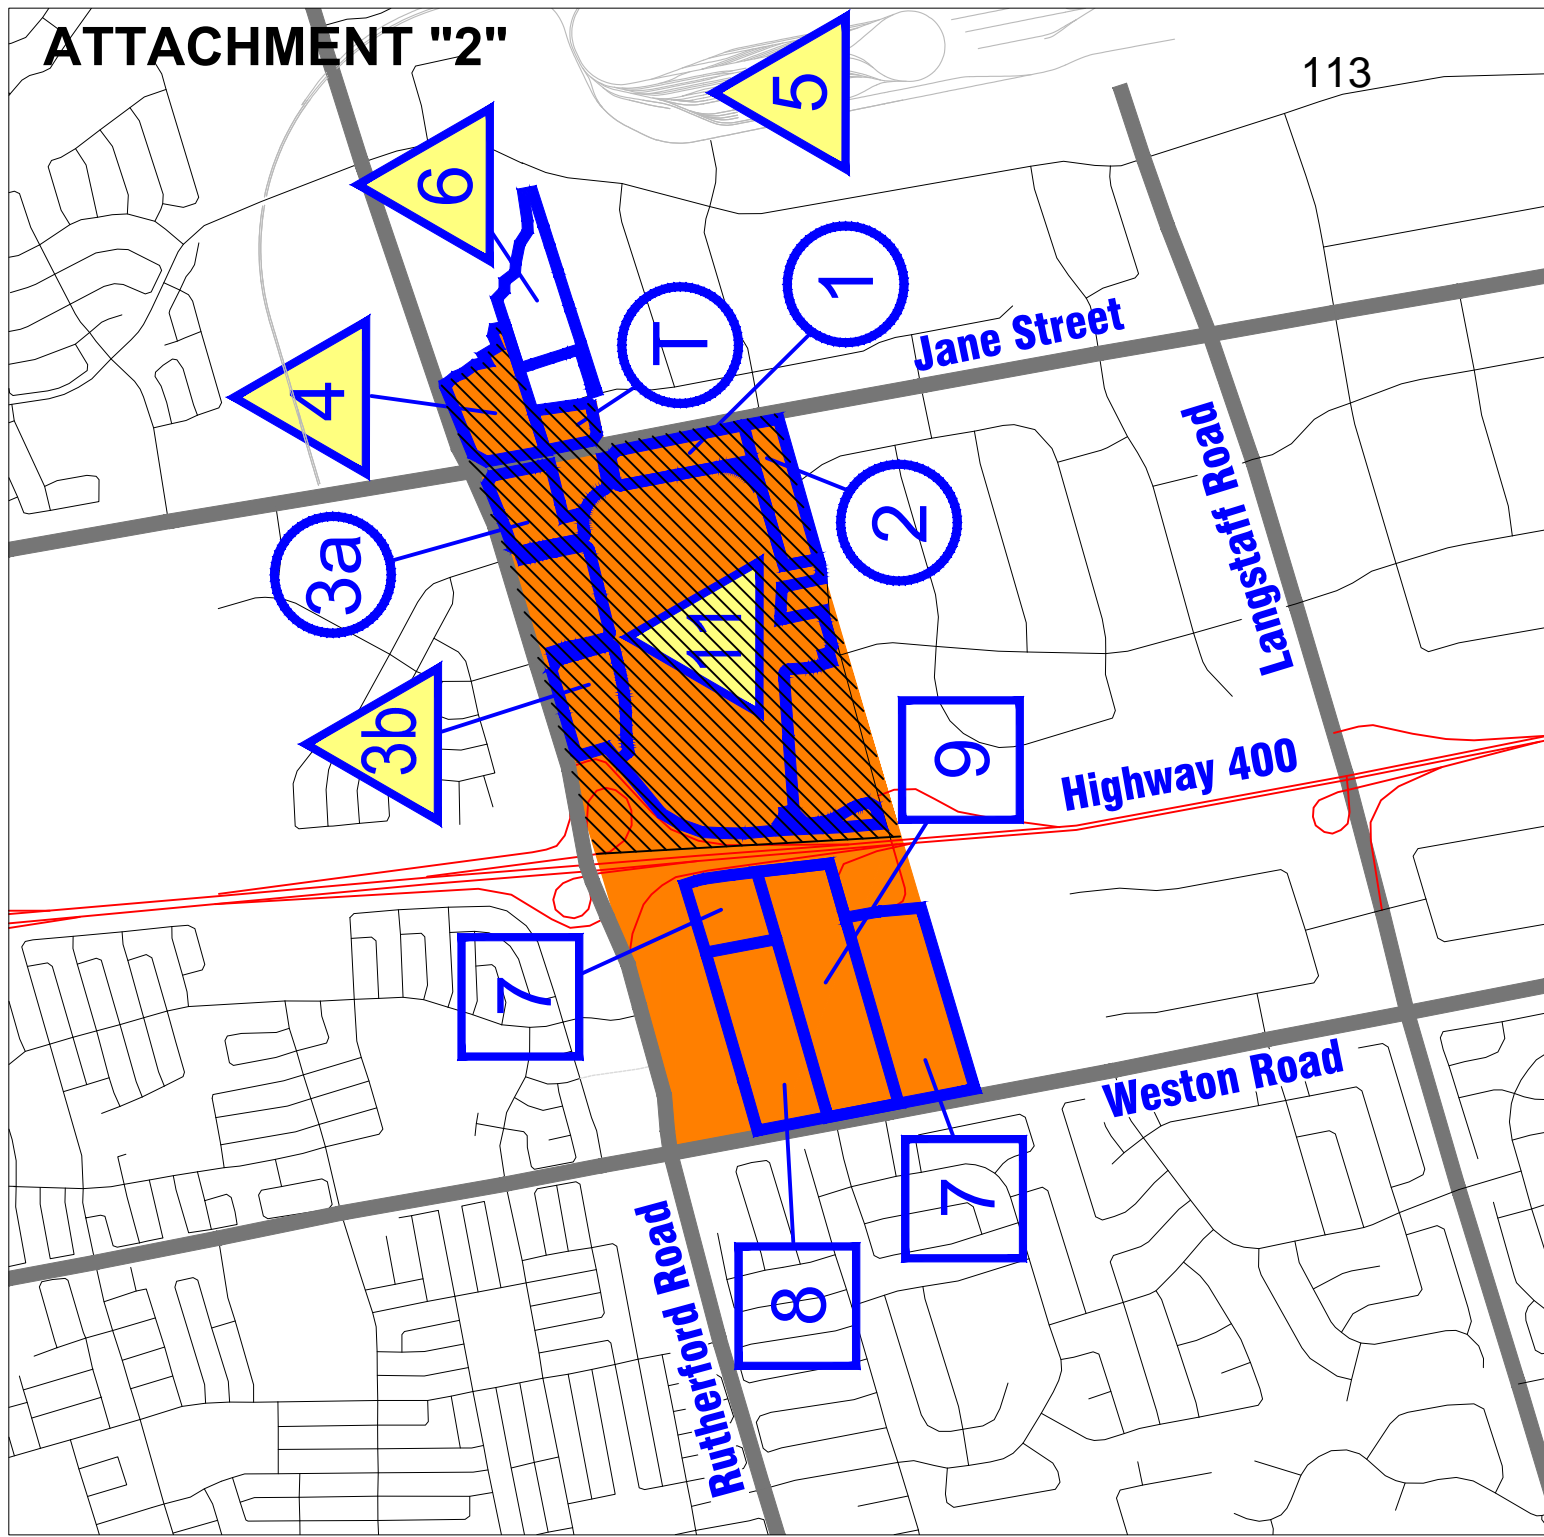 ATTACHMENT "2"
113
5
6
1
T
4
Jane Street
2
3a
Langstaff Road
11
3b
9
Highway 400
7
Weston Road
7
8
Rutherford Road